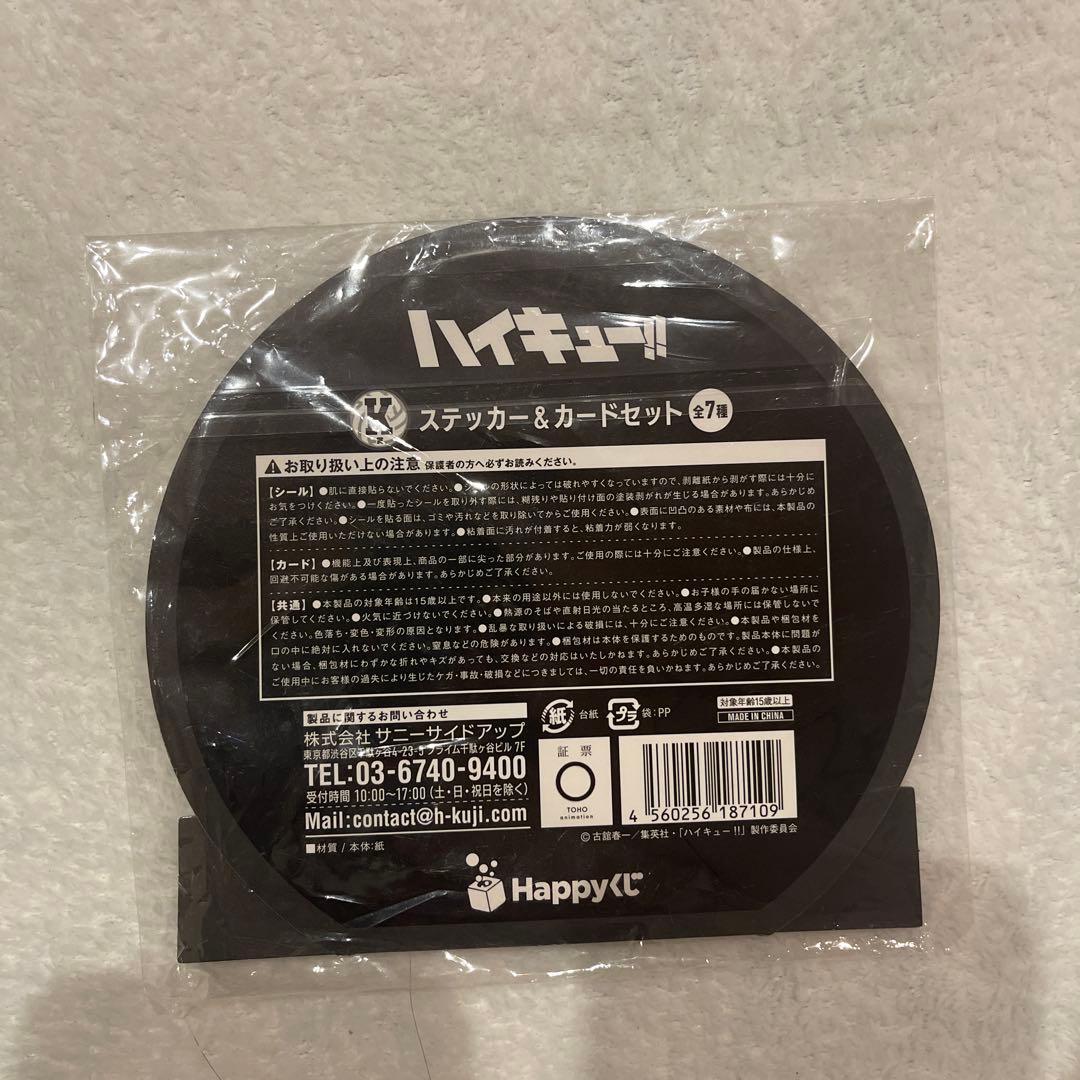 ハイキュー!!
K賞 ステッカー&カードセット 全7種
お取り扱い上の注意 保護者の方へ必ずお読みください。
【シール】●肌に直接貼らないでください。●シールの形状によっては破れやすくなっていますので、剥離紙から剥がす際には十分に
お気をつけください。●一度貼ったシールを取り外す際には、糊残りや貼り付け面の塗装剥がれが生じる場合があります。あらかじめ
ご了承ください。●シールを貼る面は、ゴミや汚れなどを取り除いてからご使用ください。●表面に凹凸のある素材や布には、本製品の
性質上ご使用いただけない場合があります。●粘着面に汚れが付着すると、粘着力が弱くなります。
【カード】●機能上及び表現上、商品の一部に尖った部分があります。ご使用の際には十分にご注意ください。●製品の仕様上、
回避不可能な傷がある場合があります。あらかじめご了承ください。
【共通】●本製品の対象年齢は15歳以上です。●本来の用途以外には使用しないでください。●お子様の手の届かない場所に
保管してください。●火気に近づけないでください。●熱源のそばや直射日光の当たるところ、高温多湿な場所には保管しないで
ください。色落ち・変色・変形の原因となります。●乱暴な取り扱いによる破損には、十分にご注意ください。●本製品や梱包材を
口の中に絶対に入れないでください。窒息などの危険があります。●梱包材は本体を保護するためのものです。製品本体に問題が
ない場合、梱包材にわずかな折れやキズがあっても、交換などの対応はいたしかねます。あらかじめご了承ください。●本製品の
ご使用中にお客様の過失により生じたケガ・事故・破損などにつきましては、一切の責任を負いかねます。あらかじめご了承ください。
製品に関するお問い合わせ
株式会社 サニーサイドアップ
東京都渋谷区千駄ヶ谷4-23-5 プライム千駄ヶ谷ビル 7F
TEL:03-6740-9400
受付時間 10:00〜17:00(土・日・祝日を除く)
Mail:contact@h-kuji.com
■材質 / 本体:紙
紙 台紙 プラ 袋:PP
対象年齢15歳以上
MADE IN CHINA
証票
TOHO
animation
4 560256 187109
©古舘春一/集英社・「ハイキュー!!」製作委員会
Happyくじ